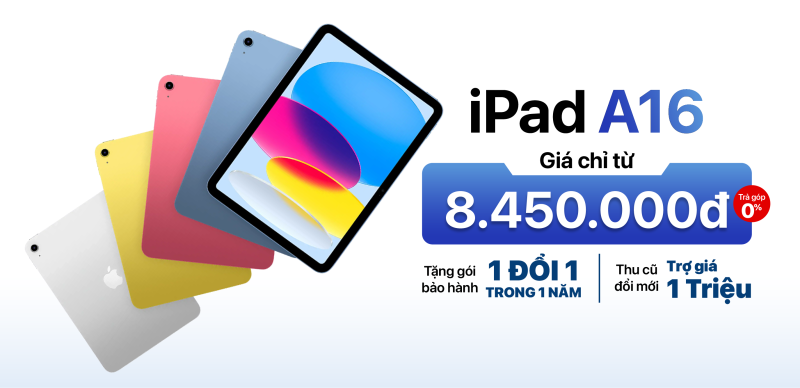 iPad A16
Giá chỉ từ
8.450.000đ
Trả góp
0%
Tặng gói
bảo hành
1 ĐỔI 1
TRONG 1 NĂM
Thu cũ
đổi mới
Trợ giá
1 Triệu